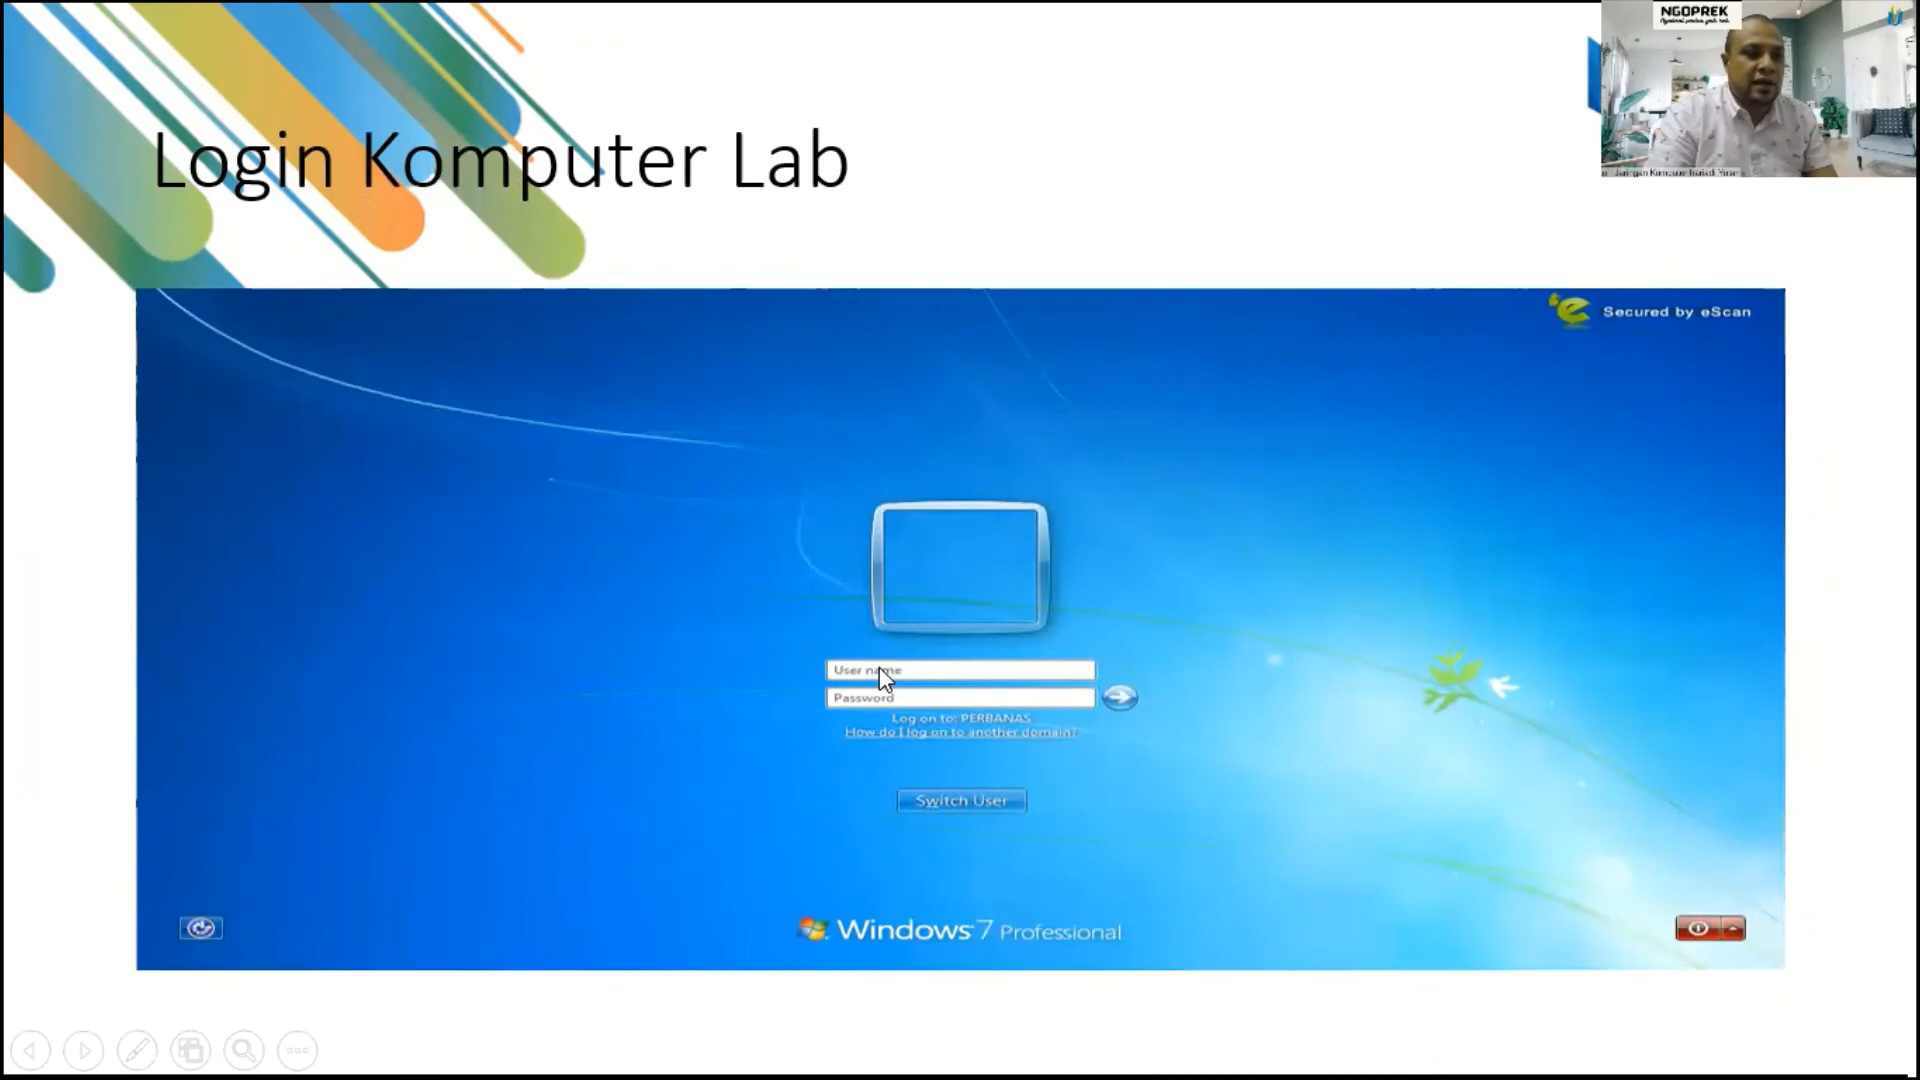 NGOPREK
Login Komputer Lab
Secured by eScan
User name
Password
Log on to: PERBANAS
How do I log on to another domain?
Switch User
Windows 7 Professional